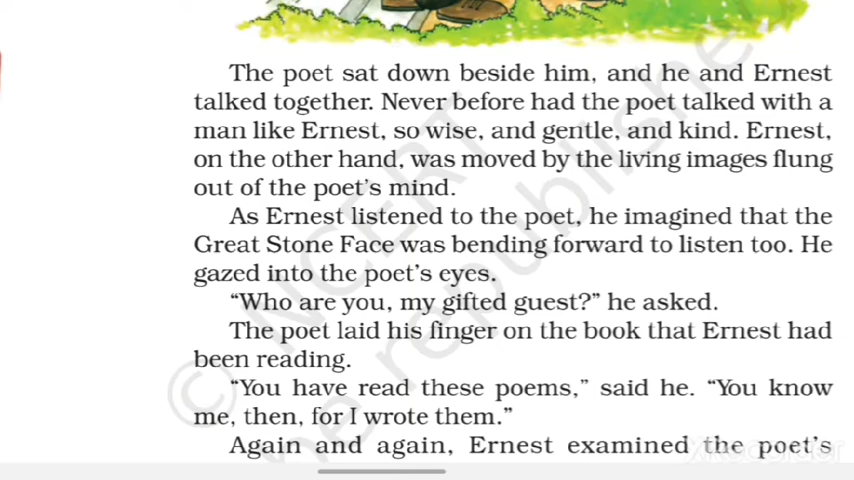 The poet sat down beside him, and he and Ernest
talked together. Never before had the poet talked with a
man like Ernest, so wise, and gentle, and kind. Ernest,
on the other hand, was moved by the living images flung
out of the poet's mind.
As Ernest listened to the poet, he imagined that the
Great Stone Face was bending forward to listen too. He
gazed into the poet's eyes.
“Who are you, my gifted guest?” he asked.
The poet laid his finger on the book that Ernest had
been reading.
“You have read these poems,” said he. “You know
me, then, for I wrote them.”
Again and again, Ernest examined the poet's
© NCERT
he republishe
XRecorder